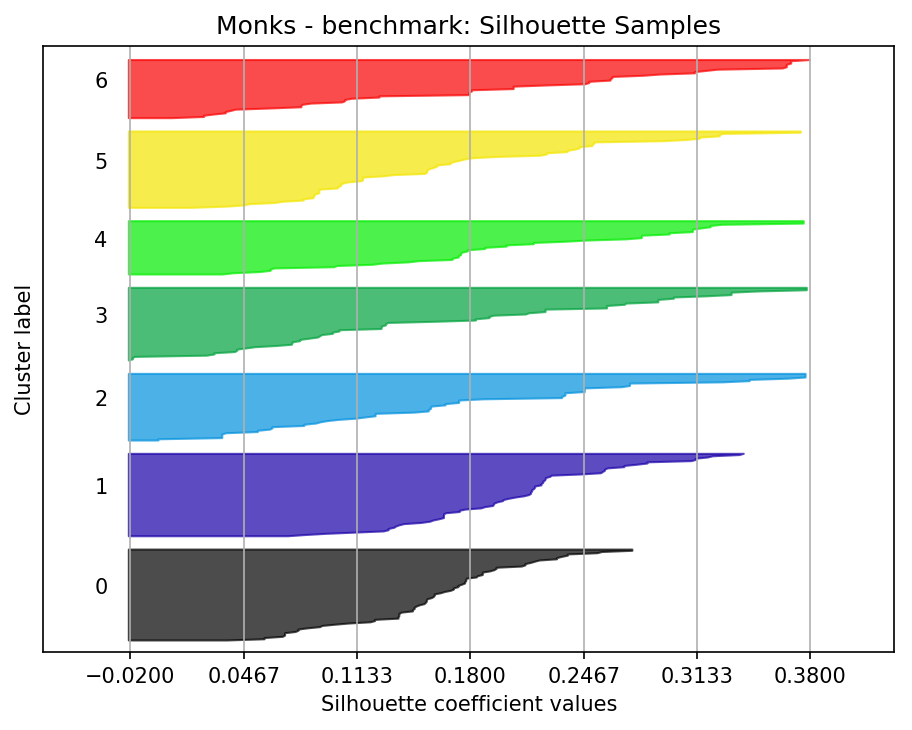 Monks - benchmark: Silhouette Samples
6
5
4
3
2
1
0
Cluster label
−0.0200 0.0467 0.1133 0.1800 0.2467 0.3133 0.3800
Silhouette coefficient values